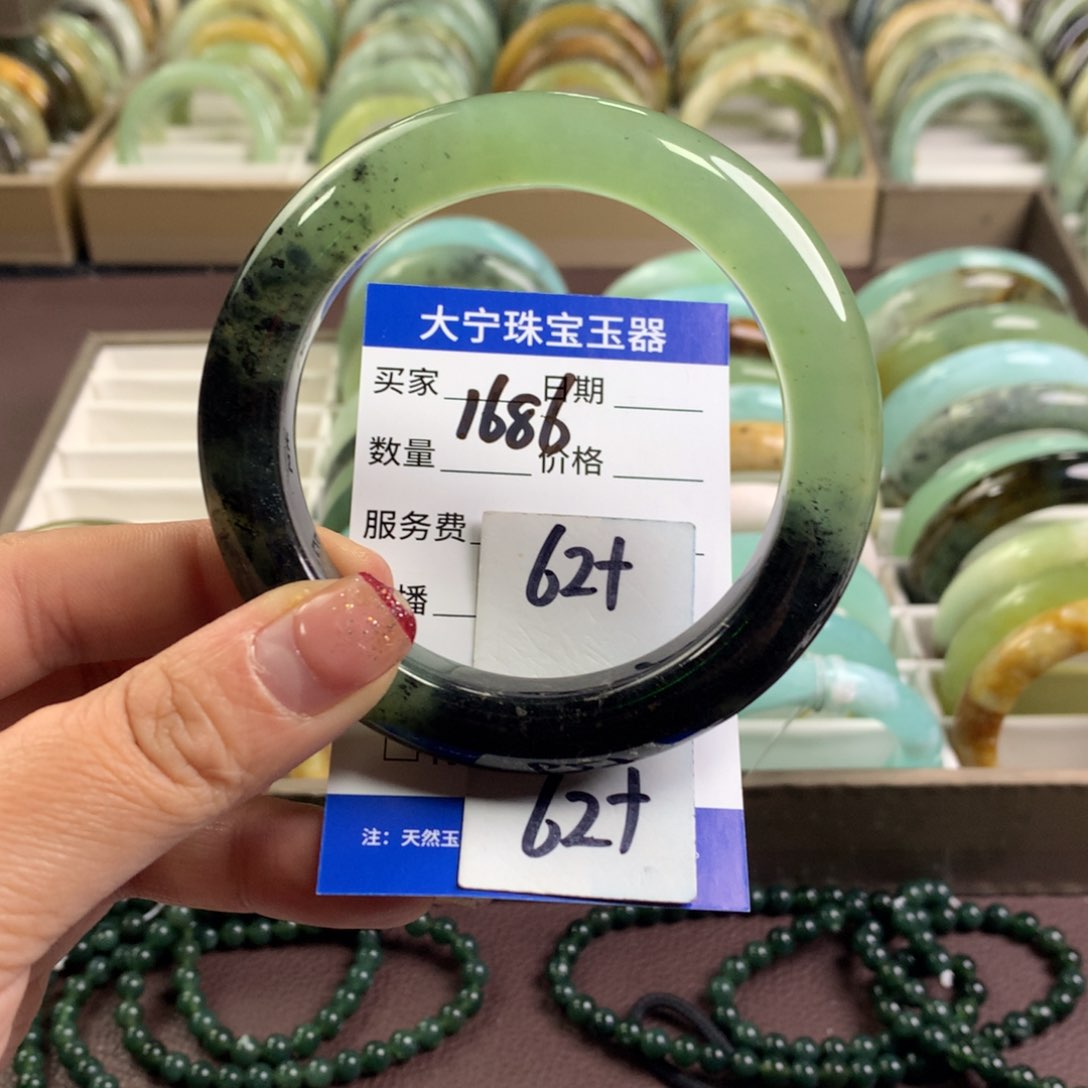 大宁珠宝玉器
买家 日期
1686
数量 价格
服务费
62+
播
62+
注：天然玉